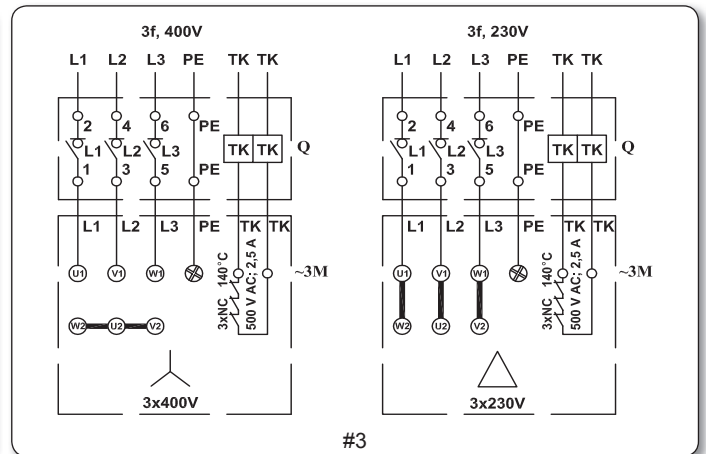 3f, 400V
L1 L2 L3 PE TK TK
2 4 6 PE
L1 L2 L3 TK TK Q
1 3 5 PE
L1 L2 L3 PE TK TK
U1 V1 W1 ~3M
3xNC 140°C
500 V AC; 2,5 A
W2 U2 V2
3x400V
3f, 230V
L1 L2 L3 PE TK TK
2 4 6 PE
L1 L2 L3 TK TK Q
1 3 5 PE
L1 L2 L3 PE TK TK
U1 V1 W1 ~3M
3xNC 140°C
500 V AC; 2,5 A
W2 U2 V2
3x230V
#3